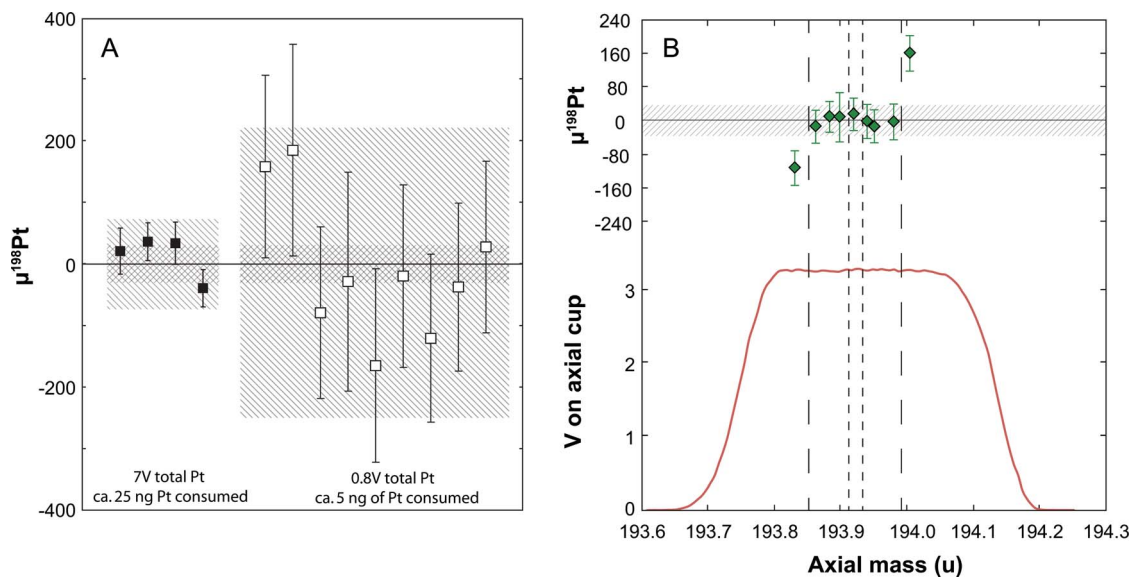 A
400
200
0
-200
-400
µ¹⁹⁸Pt
7V total Pt
ca. 25 ng Pt consumed
0.8V total Pt
ca. 5 ng of Pt consumed
B
240
160
80
0
-80
-160
-240
µ¹⁹⁸Pt
3
2
1
0
V on axial cup
193.6 193.7 193.8 193.9 194.0 194.1 194.2 194.3
Axial mass (u)